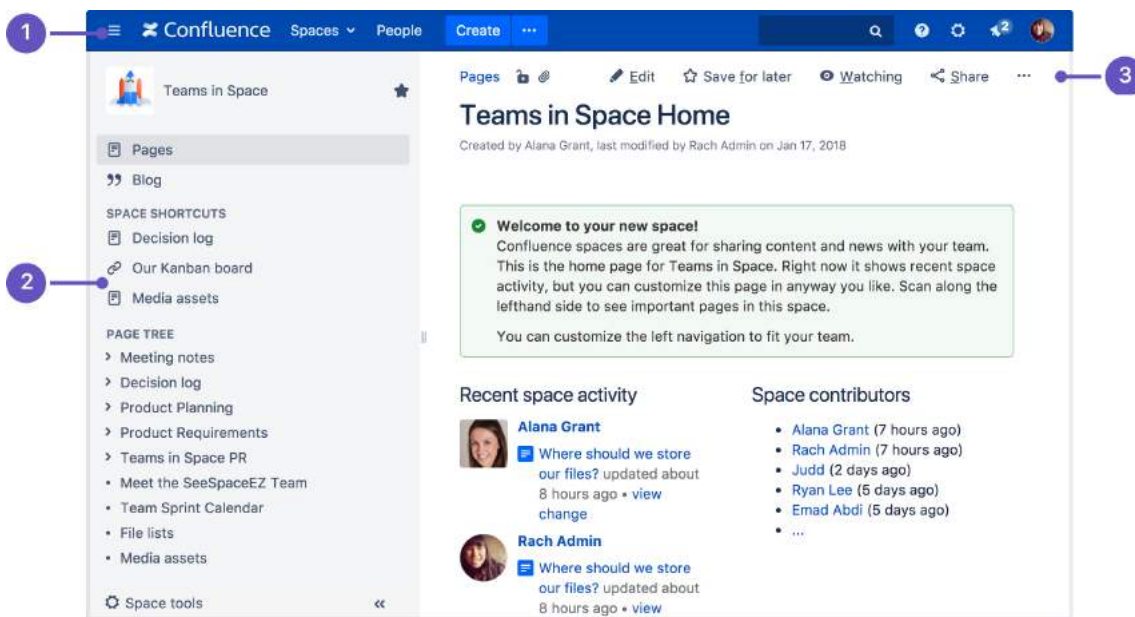 1
Confluence Spaces People Create ... 2
Teams in Space
Pages
Blog
SPACE SHORTCUTS
Decision log
2
Our Kanban board
Media assets
PAGE TREE
Meeting notes
Decision log
Product Planning
Product Requirements
Teams in Space PR
• Meet the SeeSpaceEZ Team
• Team Sprint Calendar
• File lists
• Media assets
Space tools «
Pages Edit Save for later Watching Share ...
3
Teams in Space Home
Created by Alana Grant, last modified by Rach Admin on Jan 17, 2018
Welcome to your new space!
Confluence spaces are great for sharing content and news with your team.
This is the home page for Teams in Space. Right now it shows recent space
activity, but you can customize this page in anyway you like. Scan along the
lefthand side to see important pages in this space.
You can customize the left navigation to fit your team.
Recent space activity
Alana Grant
Where should we store
our files? updated about
8 hours ago • view
change
Rach Admin
Where should we store
our files? updated about
8 hours ago • view
Space contributors
• Alana Grant (7 hours ago)
• Rach Admin (7 hours ago)
• Judd (2 days ago)
• Ryan Lee (5 days ago)
• Emad Abdi (5 days ago)
• ...